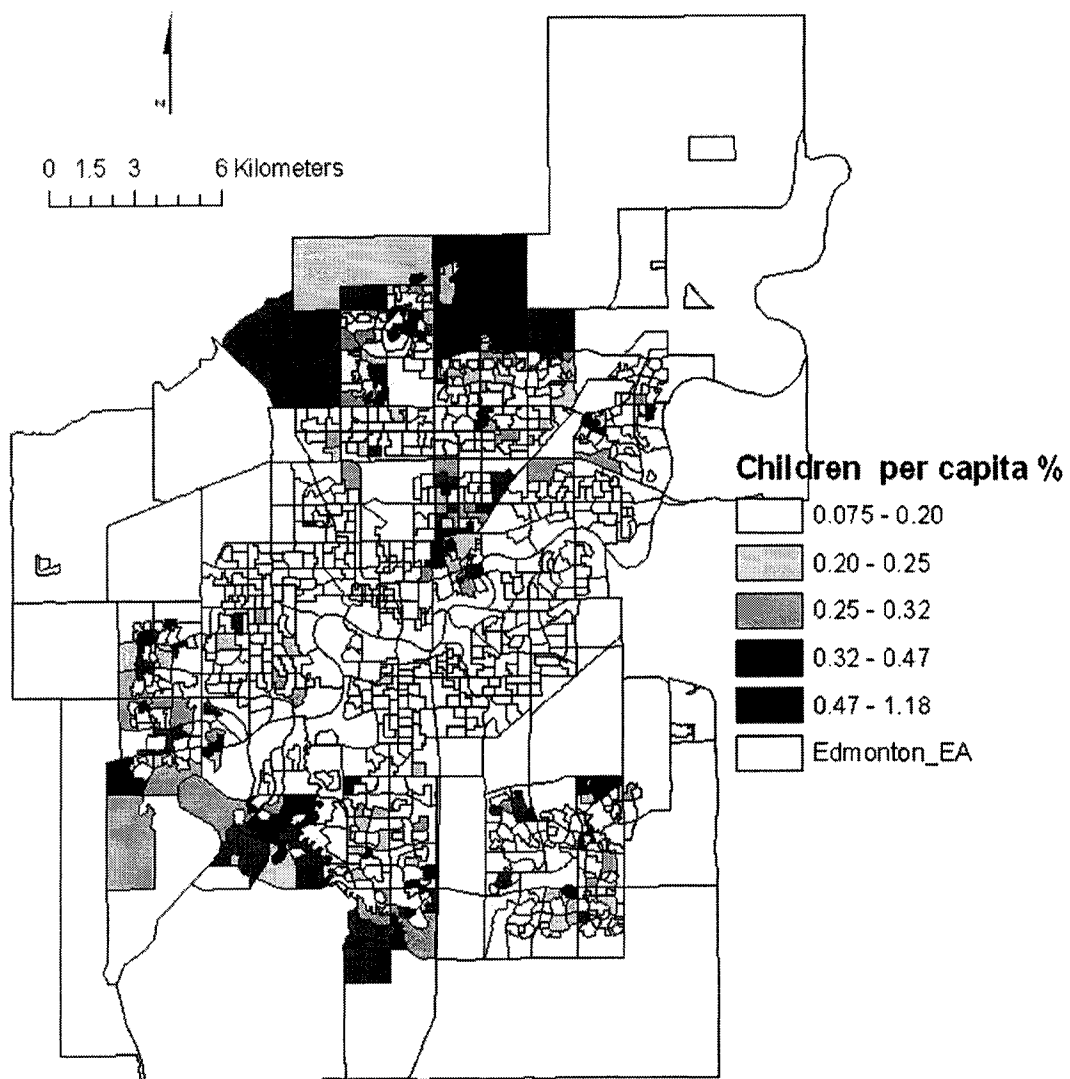 z
0 1.5 3 6 Kilometers
Children per capita %
0.075 - 0.20
0.20 - 0.25
0.25 - 0.32
0.32 - 0.47
0.47 - 1.18
Edmonton_EA